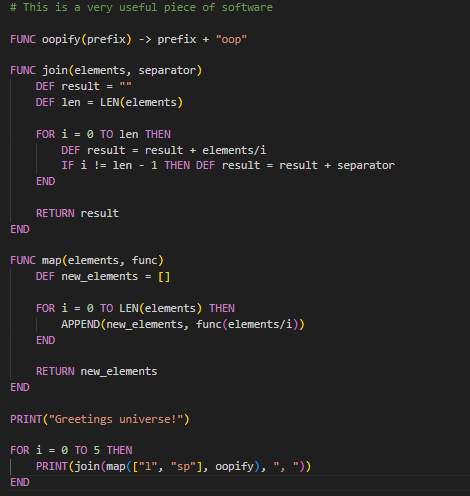 # This is a very useful piece of software
FUNC oopify(prefix) -> prefix + "oop"
FUNC join(elements, separator)
DEF result = ""
DEF len = LEN(elements)
FOR i = 0 TO len THEN
DEF result = result + elements/i
IF i != len - 1 THEN DEF result = result + separator
END
RETURN result
END
FUNC map(elements, func)
DEF new_elements = []
FOR i = 0 TO LEN(elements) THEN
APPEND(new_elements, func(elements/i))
END
RETURN new_elements
END
PRINT("Greetings universe!")
FOR i = 0 TO 5 THEN
PRINT(join(map(["l", "sp"], oopify), ", "))
END